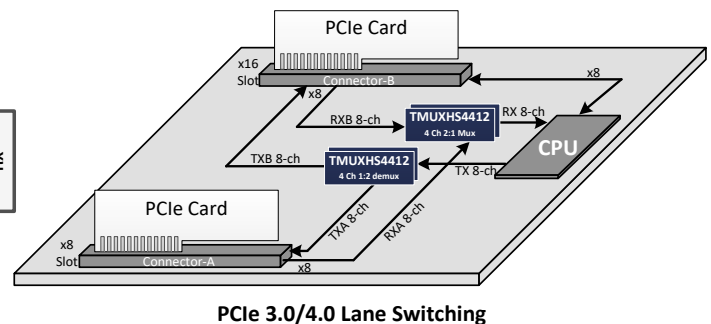 PCIe Card
x16
Slot
Connector-B
x8
x8
RXB 8-ch
TMUXHS4412
4 Ch 2:1 Mux
RX 8-ch
CPU
TXB 8-ch
TMUXHS4412
4 Ch 1:2 demux
TX 8-ch
PCIe Card
TXA 8-ch
RXA 8-ch
x8
Slot
Connector-A
x8
PCIe 3.0/4.0 Lane Switching